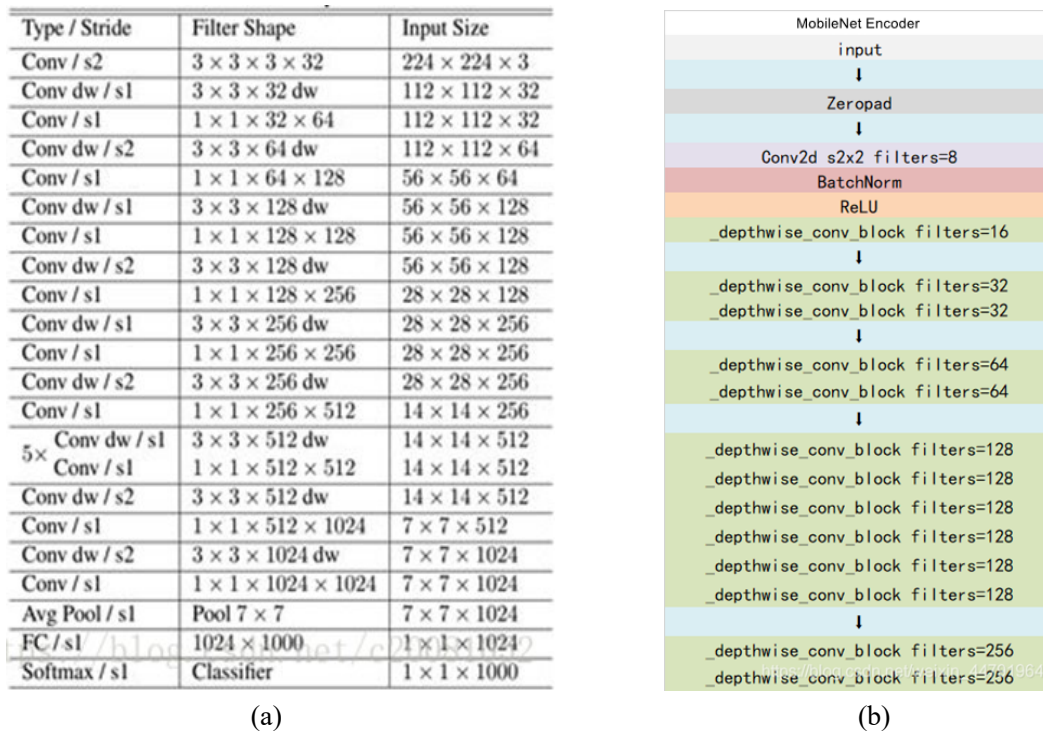 Type / Stride Filter Shape Input Size
Conv / s2 3 × 3 × 3 × 32 224 × 224 × 3
Conv dw / s1 3 × 3 × 32 dw 112 × 112 × 32
Conv / s1 1 × 1 × 32 × 64 112 × 112 × 32
Conv dw / s2 3 × 3 × 64 dw 112 × 112 × 64
Conv / s1 1 × 1 × 64 × 128 56 × 56 × 64
Conv dw / s1 3 × 3 × 128 dw 56 × 56 × 128
Conv / s1 1 × 1 × 128 × 128 56 × 56 × 128
Conv dw / s2 3 × 3 × 128 dw 56 × 56 × 128
Conv / s1 1 × 1 × 128 × 256 28 × 28 × 128
Conv dw / s1 3 × 3 × 256 dw 28 × 28 × 256
Conv / s1 1 × 1 × 256 × 256 28 × 28 × 256
Conv dw / s2 3 × 3 × 256 dw 28 × 28 × 256
Conv / s1 1 × 1 × 256 × 512 14 × 14 × 256
5× Conv dw / s1 3 × 3 × 512 dw 14 × 14 × 512
Conv / s1 1 × 1 × 512 × 512 14 × 14 × 512
Conv dw / s2 3 × 3 × 512 dw 14 × 14 × 512
Conv / s1 1 × 1 × 512 × 1024 7 × 7 × 512
Conv dw / s2 3 × 3 × 1024 dw 7 × 7 × 1024
Conv / s1 1 × 1 × 1024 × 1024 7 × 7 × 1024
Avg Pool / s1 Pool 7 × 7 7 × 7 × 1024
FC / s1 1024 × 1000 1 × 1 × 1024
Softmax / s1 Classifier 1 × 1 × 1000
(a)
MobileNet Encoder
input
↓
Zeropad
↓
Conv2d s2x2 filters=8
BatchNorm
ReLU
_depthwise_conv_block filters=16
↓
_depthwise_conv_block filters=32
_depthwise_conv_block filters=32
↓
_depthwise_conv_block filters=64
_depthwise_conv_block filters=64
↓
_depthwise_conv_block filters=128
_depthwise_conv_block filters=128
_depthwise_conv_block filters=128
_depthwise_conv_block filters=128
_depthwise_conv_block filters=128
_depthwise_conv_block filters=128
↓
_depthwise_conv_block filters=256
_depthwise_conv_block filters=256
(b)